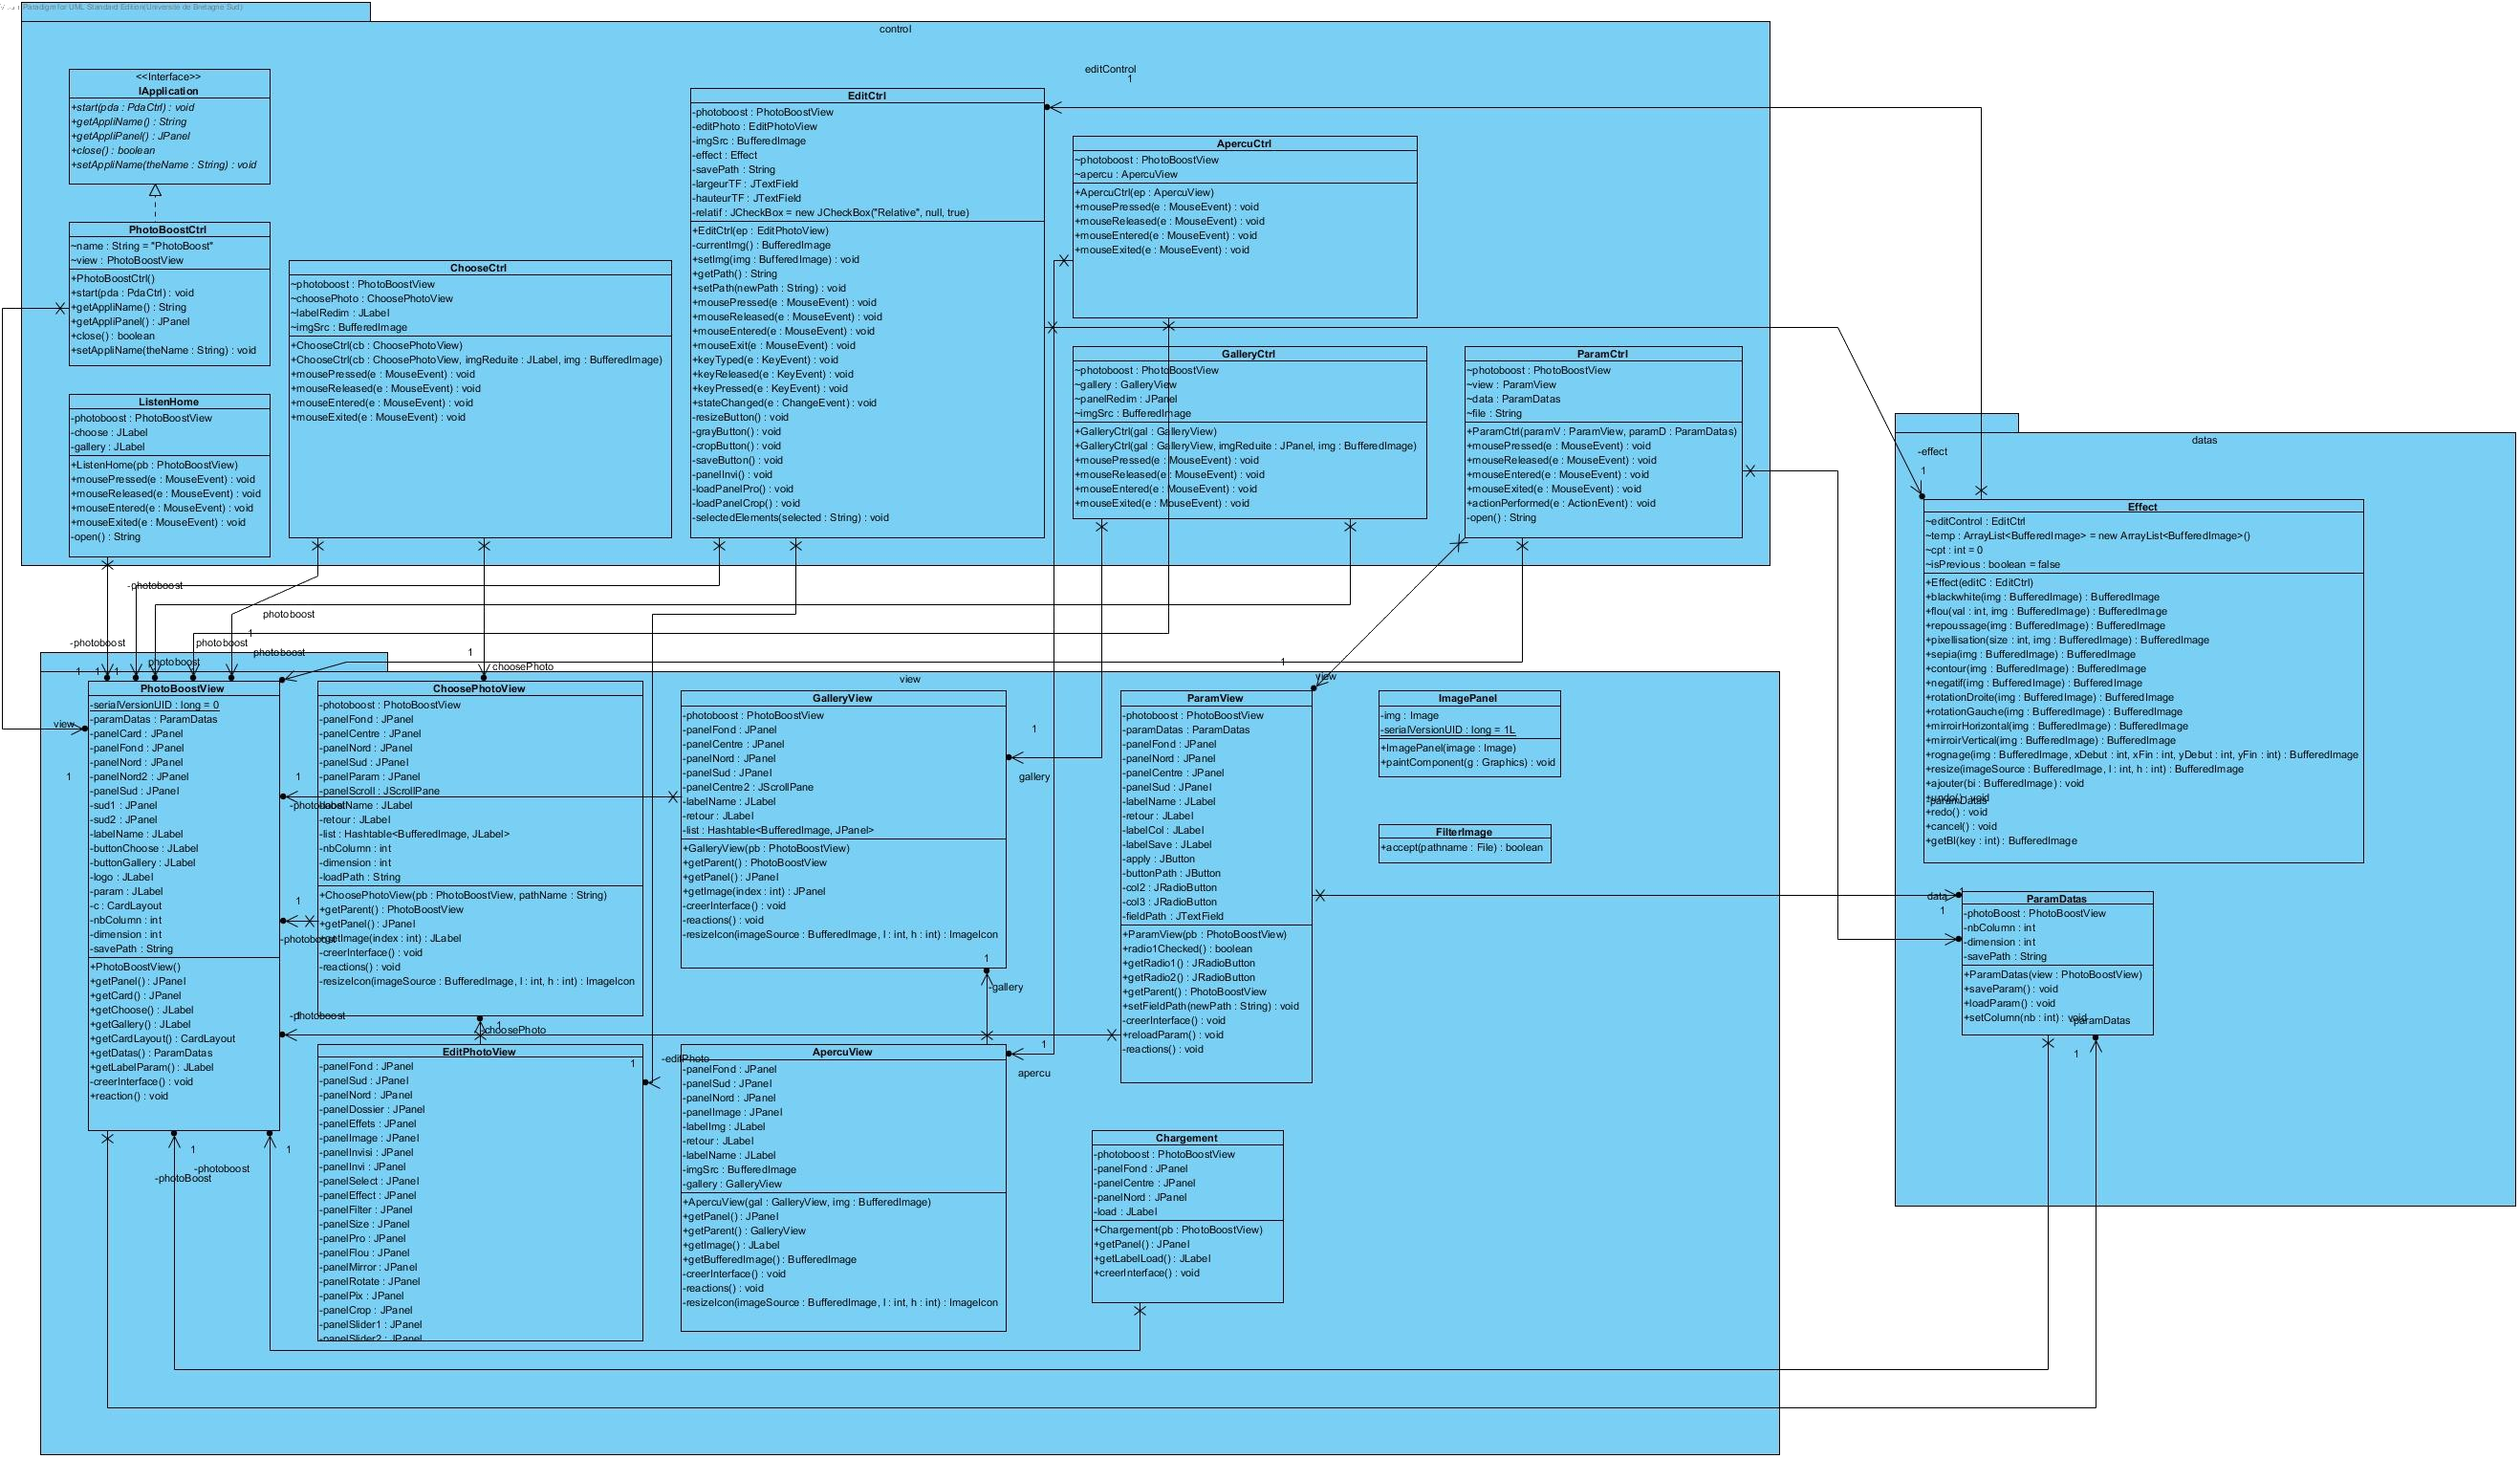 Paradigm for UML Standard Edition(Universite de Bretagne Sud)
control
<<Interface>>
IApplication
+start(pda : PdaCtrl) : void
+getAppliName() : String
+getAppliPanel() : JPanel
+close() : boolean
+setAppliName(theName : String) : void
PhotoBoostCtrl
~name : String = "PhotoBoost"
~view : PhotoBoostView
+PhotoBoostCtrl()
+start(pda : PdaCtrl) : void
+getAppliName() : String
+getAppliPanel() : JPanel
+close() : boolean
+setAppliName(theName : String) : void
ListenHome
-photoboost : PhotoBoostView
-choose : JLabel
-gallery : JLabel
+ListenHome(pb : PhotoBoostView)
+mousePressed(e : MouseEvent) : void
+mouseReleased(e : MouseEvent) : void
+mouseEntered(e : MouseEvent) : void
+mouseExited(e : MouseEvent) : void
-open() : String
ChooseCtrl
~photoboost : PhotoBoostView
~choosePhoto : ChoosePhotoView
~labelRedim : JLabel
~imgSrc : BufferedImage
+ChooseCtrl(cb : ChoosePhotoView)
+ChooseCtrl(cb : ChoosePhotoView, imgReduite : JLabel, img : BufferedImage)
+mousePressed(e : MouseEvent) : void
+mouseReleased(e : MouseEvent) : void
+mouseEntered(e : MouseEvent) : void
+mouseExited(e : MouseEvent) : void
EditCtrl
-photoboost : PhotoBoostView
-editPhoto : EditPhotoView
-imgSrc : BufferedImage
-effect : Effect
-savePath : String
-largeurTF : JTextField
-hauteurTF : JTextField
-relatif : JCheckBox = new JCheckBox("Relative", null, true)
+EditCtrl(ep : EditPhotoView)
-currentImg() : BufferedImage
+setImg(img : BufferedImage) : void
+getPath() : String
+setPath(newPath : String) : void
+mousePressed(e : MouseEvent) : void
+mouseReleased(e : MouseEvent) : void
+mouseEntered(e : MouseEvent) : void
+mouseExit(e : MouseEvent) : void
+keyTyped(e : KeyEvent) : void
+keyReleased(e : KeyEvent) : void
+keyPressed(e : KeyEvent) : void
+stateChanged(e : ChangeEvent) : void
-resizeButton() : void
-grayButton() : void
-cropButton() : void
-saveButton() : void
-panelInvi() : void
-loadPanelPro() : void
-loadPanelCrop() : void
-selectedElements(selected : String) : void
editControl
1
ApercuCtrl
~photoboost : PhotoBoostView
~apercu : ApercuView
+ApercuCtrl(ep : ApercuView)
+mousePressed(e : MouseEvent) : void
+mouseReleased(e : MouseEvent) : void
+mouseEntered(e : MouseEvent) : void
+mouseExited(e : MouseEvent) : void
GalleryCtrl
~photoboost : PhotoBoostView
~gallery : GalleryView
~panelRedim : JPanel
~imgSrc : BufferedImage
+GalleryCtrl(gal : GalleryView)
+GalleryCtrl(gal : GalleryView, imgReduite : JPanel, img : BufferedImage)
+mousePressed(e : MouseEvent) : void
+mouseReleased(e : MouseEvent) : void
+mouseEntered(e : MouseEvent) : void
+mouseExited(e : MouseEvent) : void
ParamCtrl
~photoboost : PhotoBoostView
~view : ParamView
~data : ParamDatas
~file : String
+ParamCtrl(paramV : ParamView, paramD : ParamDatas)
+mousePressed(e : MouseEvent) : void
+mouseReleased(e : MouseEvent) : void
+mouseEntered(e : MouseEvent) : void
+mouseExited(e : MouseEvent) : void
+actionPerformed(e : ActionEvent) : void
-open() : String
datas
-effect
1
Effect
~editControl : EditCtrl
~temp : ArrayList<BufferedImage> = new ArrayList<BufferedImage>()
~cpt : int = 0
~isPrevious : boolean = false
+Effect(editC : EditCtrl)
+blackwhite(img : BufferedImage) : BufferedImage
+flou(val : int, img : BufferedImage) : BufferedImage
+repoussage(img : BufferedImage) : BufferedImage
+pixellisation(size : int, img : BufferedImage) : BufferedImage
+sepia(img : BufferedImage) : BufferedImage
+contour(img : BufferedImage) : BufferedImage
+negatif(img : BufferedImage) : BufferedImage
+rotationDroite(img : BufferedImage) : BufferedImage
+rotationGauche(img : BufferedImage) : BufferedImage
+mirroirHorizontal(img : BufferedImage) : BufferedImage
+mirroirVertical(img : BufferedImage) : BufferedImage
+rognage(img : BufferedImage, xDebut : int, xFin : int, yDebut : int, yFin : int) : BufferedImage
+resize(imageSource : BufferedImage, l : int, h : int) : BufferedImage
+ajouter(bi : BufferedImage) : void
+undo() : void
-paramDatas
+redo() : void
+cancel() : void
+getBI(key : int) : BufferedImage
data
1
1
ParamDatas
-photoBoost : PhotoBoostView
-nbColumn : int
-dimension : int
-savePath : String
+ParamDatas(view : PhotoBoostView)
+saveParam() : void
+loadParam() : void
+setColumn(nb : int) : void
-paramDatas
1
-photoboost
photoboost
-photoboost
photoboost
1
photoboost
photoboost
1
choosePhoto
1
view
1
1
1
view
view
1
PhotoBoostView
-serialVersionUID : long = 0
-paramDatas : ParamDatas
-panelCard : JPanel
-panelFond : JPanel
-panelNord : JPanel
-panelNord2 : JPanel
-panelSud : JPanel
-sud1 : JPanel
-sud2 : JPanel
-labelName : JLabel
-buttonChoose : JLabel
-buttonGallery : JLabel
-logo : JLabel
-param : JLabel
-c : CardLayout
-nbColumn : int
-dimension : int
-savePath : String
+PhotoBoostView()
+getPanel() : JPanel
+getCard() : JPanel
+getChoose() : JLabel
+getGallery() : JLabel
+getCardLayout() : CardLayout
+getDatas() : ParamDatas
+getLabelParam() : JLabel
-creerInterface() : void
+reaction() : void
1
-photoboost
1
-photoboost
1
-photoboost
1
-photoboost
1
-photoBoost
1
ChoosePhotoView
-photoboost : PhotoBoostView
-panelFond : JPanel
-panelCentre : JPanel
-panelNord : JPanel
-panelSud : JPanel
-panelParam : JPanel
-panelScroll : JScrollPane
-labelName : JLabel
-retour : JLabel
-list : Hashtable<BufferedImage, JLabel>
-nbColumn : int
-dimension : int
-loadPath : String
+ChoosePhotoView(pb : PhotoBoostView, pathName : String)
+getParent() : PhotoBoostView
+getPanel() : JPanel
+getImage(index : int) : JLabel
-creerInterface() : void
-reactions() : void
-resizeIcon(imageSource : BufferedImage, l : int, h : int) : ImageIcon
1
-choosePhoto
EditPhotoView
-panelFond : JPanel
-panelSud : JPanel
-panelNord : JPanel
-panelDossier : JPanel
-panelEffets : JPanel
-panelImage : JPanel
-panelInvisi : JPanel
-panelInvi : JPanel
-panelSelect : JPanel
-panelEffect : JPanel
-panelFilter : JPanel
-panelSize : JPanel
-panelPro : JPanel
-panelFlou : JPanel
-panelMirror : JPanel
-panelRotate : JPanel
-panelPix : JPanel
-panelCrop : JPanel
-panelSlider1 : JPanel
-panelSlider2 : JPanel
1
-editPhoto
GalleryView
-photoboost : PhotoBoostView
-panelFond : JPanel
-panelCentre : JPanel
-panelNord : JPanel
-panelSud : JPanel
-panelCentre2 : JScrollPane
-labelName : JLabel
-retour : JLabel
-list : Hashtable<BufferedImage, JPanel>
+GalleryView(pb : PhotoBoostView)
+getParent() : PhotoBoostView
+getPanel() : JPanel
+getImage(index : int) : JPanel
-creerInterface() : void
-reactions() : void
-resizeIcon(imageSource : BufferedImage, l : int, h : int) : ImageIcon
1
gallery
1
-gallery
ApercuView
-panelFond : JPanel
-panelSud : JPanel
-panelNord : JPanel
-panelImage : JPanel
-labelImg : JLabel
-retour : JLabel
-labelName : JLabel
-imgSrc : BufferedImage
-gallery : GalleryView
+ApercuView(gal : GalleryView, img : BufferedImage)
+getPanel() : JPanel
+getParent() : GalleryView
+getImage() : JLabel
+getBufferedImage() : BufferedImage
-creerInterface() : void
-reactions() : void
-resizeIcon(imageSource : BufferedImage, l : int, h : int) : ImageIcon
1
apercu
ParamView
-photoboost : PhotoBoostView
-paramDatas : ParamDatas
-panelFond : JPanel
-panelNord : JPanel
-panelCentre : JPanel
-panelSud : JPanel
-labelName : JLabel
-retour : JLabel
-labelCol : JLabel
-labelSave : JLabel
-apply : JButton
-buttonPath : JButton
-col2 : JRadioButton
-col3 : JRadioButton
-fieldPath : JTextField
+ParamView(pb : PhotoBoostView)
+radio1Checked() : boolean
+getRadio1() : JRadioButton
+getRadio2() : JRadioButton
+getParent() : PhotoBoostView
+setFieldPath(newPath : String) : void
-creerInterface() : void
+reloadParam() : void
-reactions() : void
ImagePanel
-img : Image
-serialVersionUID : long = 1L
+ImagePanel(image : Image)
+paintComponent(g : Graphics) : void
FilterImage
+accept(pathname : File) : boolean
Chargement
-photoboost : PhotoBoostView
-panelFond : JPanel
-panelCentre : JPanel
-panelNord : JPanel
-load : JLabel
+Chargement(pb : PhotoBoostView)
+getPanel() : JPanel
+getLabelLoad() : JLabel
+creerInterface() : void